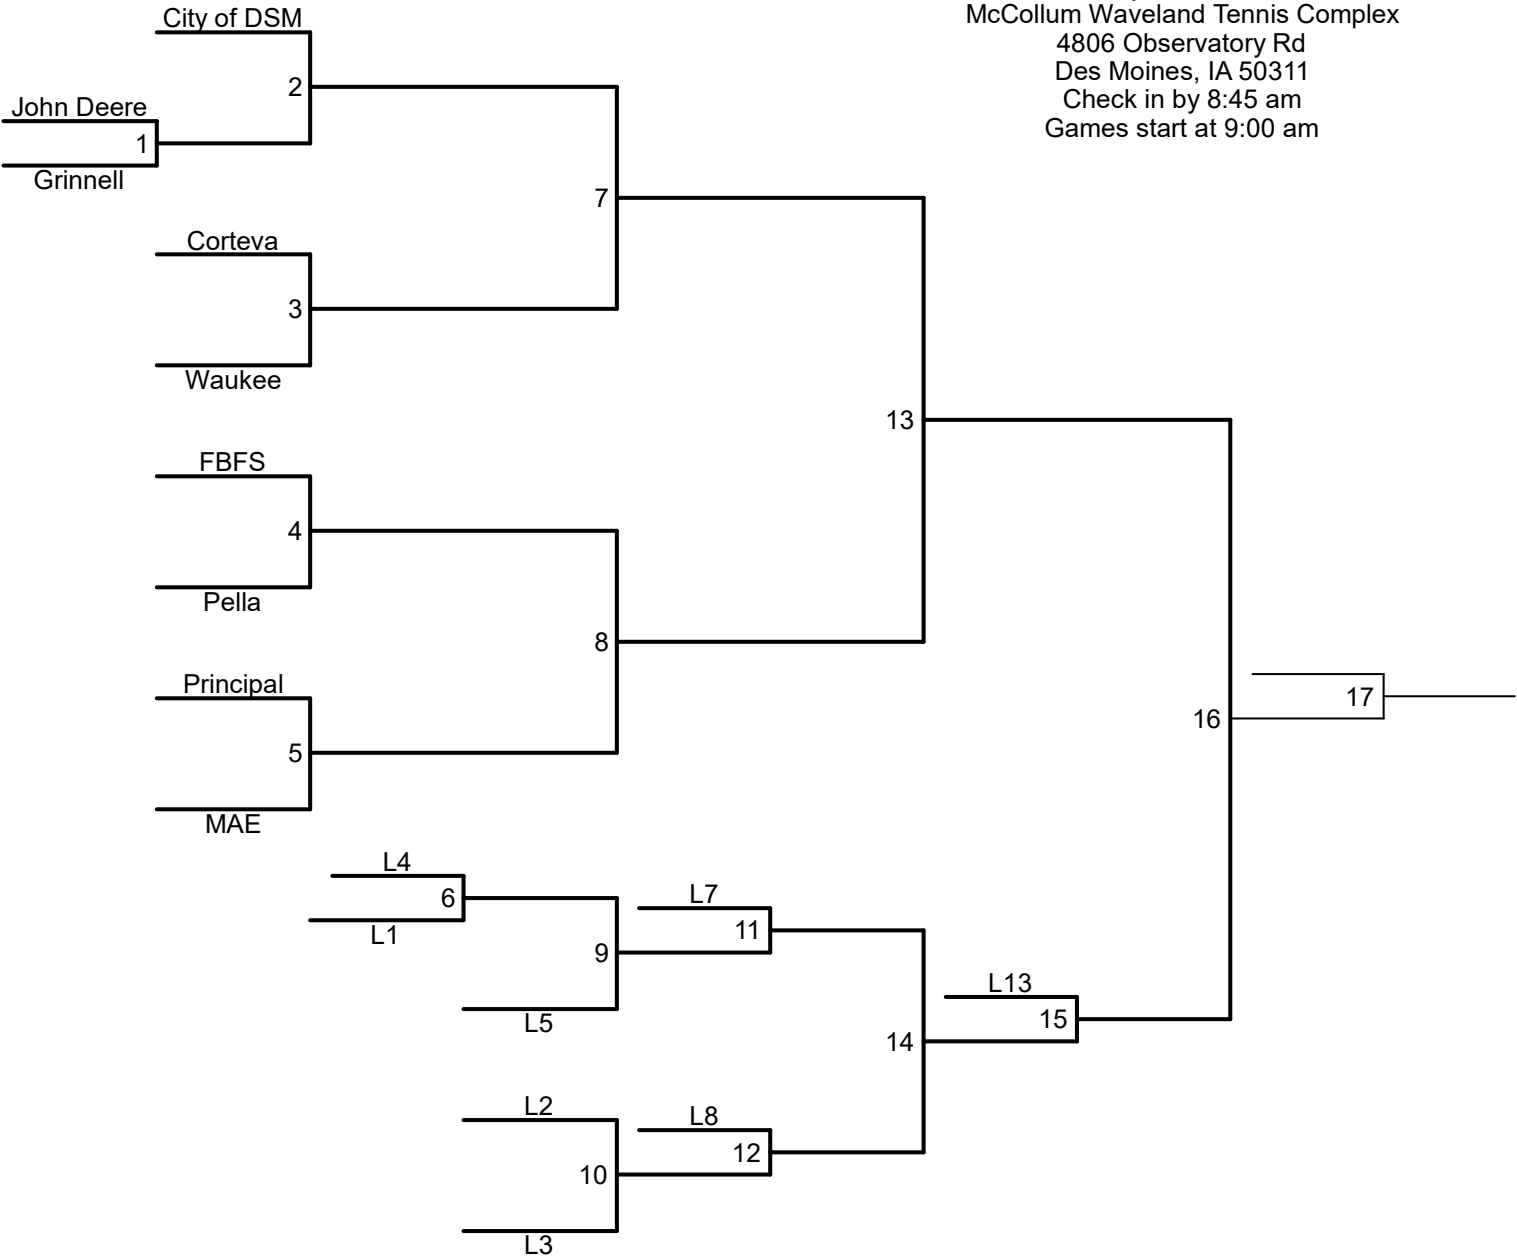 City of DSM
McCollum Waveland Tennis Complex
4806 Observatory Rd
Des Moines, IA 50311
Check in by 8:45 am
Games start at 9:00 am
2
John Deere
1
Grinnell
7
Corteva
3
Waukee
13
FBFS
4
Pella
8
Principal
17
16
5
MAE
L4
6
L7
L1
11
9
L13
L5
15
14
L2
L8
12
10
L3